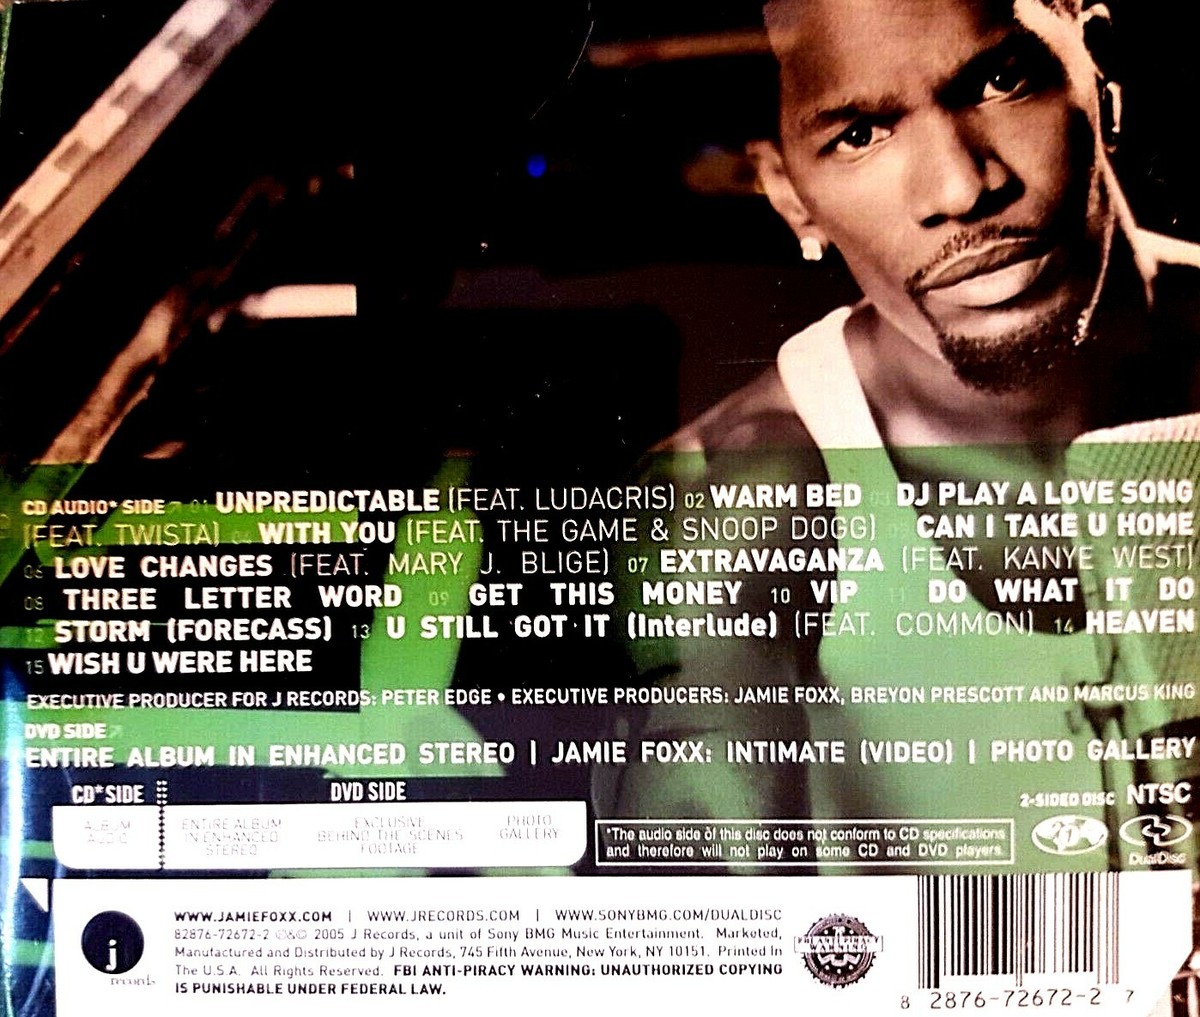 CD AUDIO* SIDE 01 UNPREDICTABLE (FEAT. LUDACRIS) 02 WARM BED 03 DJ PLAY A LOVE SONG
(FEAT. TWISTA) 04 WITH YOU (FEAT. THE GAME & SNOOP DOGG) 05 CAN I TAKE U HOME
06 LOVE CHANGES (FEAT. MARY J. BLIGE) 07 EXTRAVAGANZA (FEAT. KANYE WEST)
08 THREE LETTER WORD 09 GET THIS MONEY 10 VIP 11 DO WHAT IT DO
12 STORM (FORECASS) 13 U STILL GOT IT (Interlude) (FEAT. COMMON) 14 HEAVEN
15 WISH U WERE HERE
EXECUTIVE PRODUCER FOR J RECORDS: PETER EDGE • EXECUTIVE PRODUCERS: JAMIE FOXX, BREYON PRESCOTT AND MARCUS KING
DVD SIDE
ENTIRE ALBUM IN ENHANCED STEREO | JAMIE FOXX: INTIMATE (VIDEO) | PHOTO GALLERY
CD* SIDE
DVD SIDE
ALBUM
AUDIO
ENTIRE ALBUM
IN ENHANCED
STEREO
EXCLUSIVE
BEHIND THE SCENES
FOOTAGE
PHOTO
GALLERY
2-SIDED DISC NTSC
*The audio side of this disc does not conform to CD specifications
and therefore will not play on some CD and DVD players.
DualDisc
j
records
WWW.JAMIEFOXX.COM | WWW.JRECORDS.COM | WWW.SONYBMG.COM/DUALDISC
82876-72672-2 ℗&© 2005 J Records, a unit of Sony BMG Music Entertainment. Marketed,
Manufactured and Distributed by J Records, 745 Fifth Avenue, New York, NY 10151. Printed In
The U.S.A. All Rights Reserved. FBI ANTI-PIRACY WARNING: UNAUTHORIZED COPYING
IS PUNISHABLE UNDER FEDERAL LAW.
FBI ANTI-PIRACY
WARNING
8 2876-72672-2 7